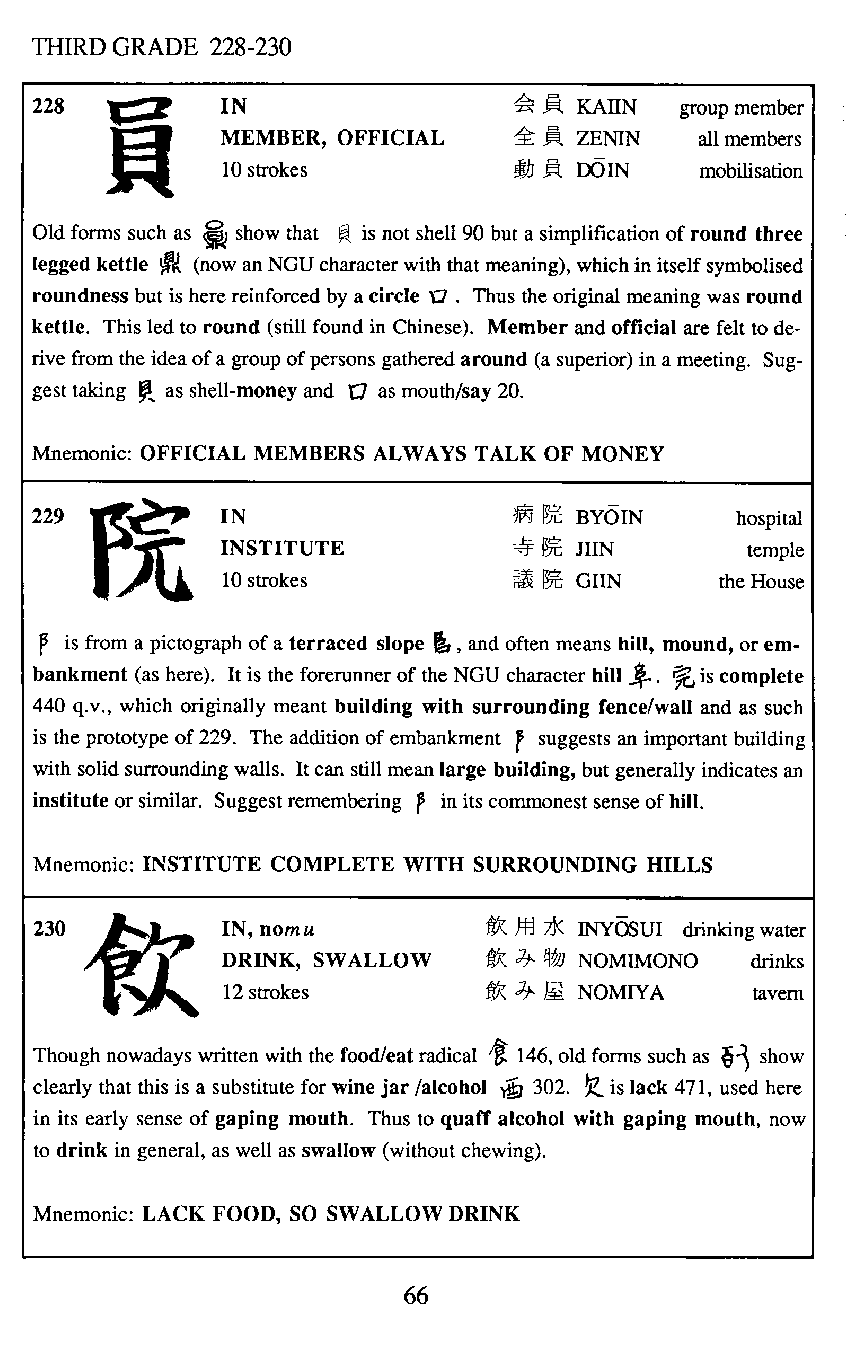 THIRD GRADE 228-230
228 員 IN 会員 KAIIN group member
MEMBER, OFFICIAL 全員 ZENIN all members
10 strokes 動員 DŌIN mobilisation
Old forms such as show that 貝 is not shell 90 but a simplification of round three
legged kettle 鼎 (now an NGU character with that meaning), which in itself symbolised
roundness but is here reinforced by a circle 口 . Thus the original meaning was round
kettle. This led to round (still found in Chinese). Member and official are felt to de-
rive from the idea of a group of persons gathered around (a superior) in a meeting. Sug-
gest taking 貝 as shell-money and 口 as mouth/say 20.
Mnemonic: OFFICIAL MEMBERS ALWAYS TALK OF MONEY
229 院 IN 病院 BYŌIN hospital
INSTITUTE 寺院 JIIN temple
10 strokes 議院 GIIN the House
阝 is from a pictograph of a terraced slope , and often means hill, mound, or em-
bankment (as here). It is the forerunner of the NGU character hill 阜. 完 is complete
440 q.v., which originally meant building with surrounding fence/wall and as such
is the prototype of 229. The addition of embankment 阝 suggests an important building
with solid surrounding walls. It can still mean large building, but generally indicates an
institute or similar. Suggest remembering 阝 in its commonest sense of hill.
Mnemonic: INSTITUTE COMPLETE WITH SURROUNDING HILLS
230 飲 IN, nomu 飲用水 INYŌSUI drinking water
DRINK, SWALLOW 飲み物 NOMIMONO drinks
12 strokes 飲み屋 NOMIYA tavern
Though nowadays written with the food/eat radical 食 146, old forms such as show
clearly that this is a substitute for wine jar /alcohol 酉 302. 欠 is lack 471, used here
in its early sense of gaping mouth. Thus to quaff alcohol with gaping mouth, now
to drink in general, as well as swallow (without chewing).
Mnemonic: LACK FOOD, SO SWALLOW DRINK
66